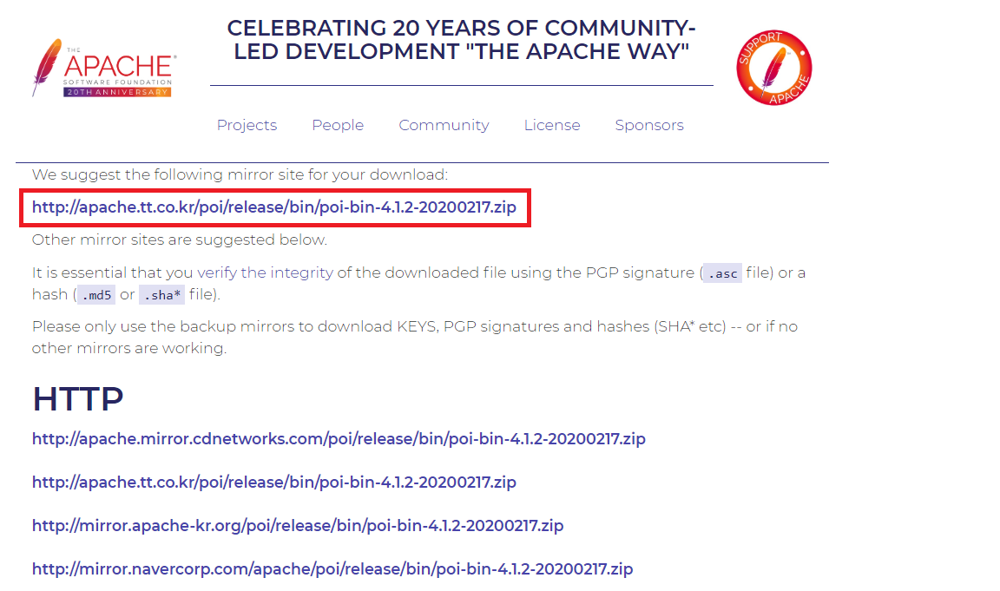 CELEBRATING 20 YEARS OF COMMUNITY-
LED DEVELOPMENT "THE APACHE WAY"
THE
APACHE®
SOFTWARE FOUNDATION
20TH ANNIVERSARY
SUPPORT
APACHE
Projects People Community License Sponsors
We suggest the following mirror site for your download:
http://apache.tt.co.kr/poi/release/bin/poi-bin-4.1.2-20200217.zip
Other mirror sites are suggested below.
It is essential that you verify the integrity of the downloaded file using the PGP signature ( .asc file) or a
hash ( .md5 or .sha* file).
Please only use the backup mirrors to download KEYS, PGP signatures and hashes (SHA* etc) -- or if no
other mirrors are working.
HTTP
http://apache.mirror.cdnetworks.com/poi/release/bin/poi-bin-4.1.2-20200217.zip
http://apache.tt.co.kr/poi/release/bin/poi-bin-4.1.2-20200217.zip
http://mirror.apache-kr.org/poi/release/bin/poi-bin-4.1.2-20200217.zip
http://mirror.navercorp.com/apache/poi/release/bin/poi-bin-4.1.2-20200217.zip